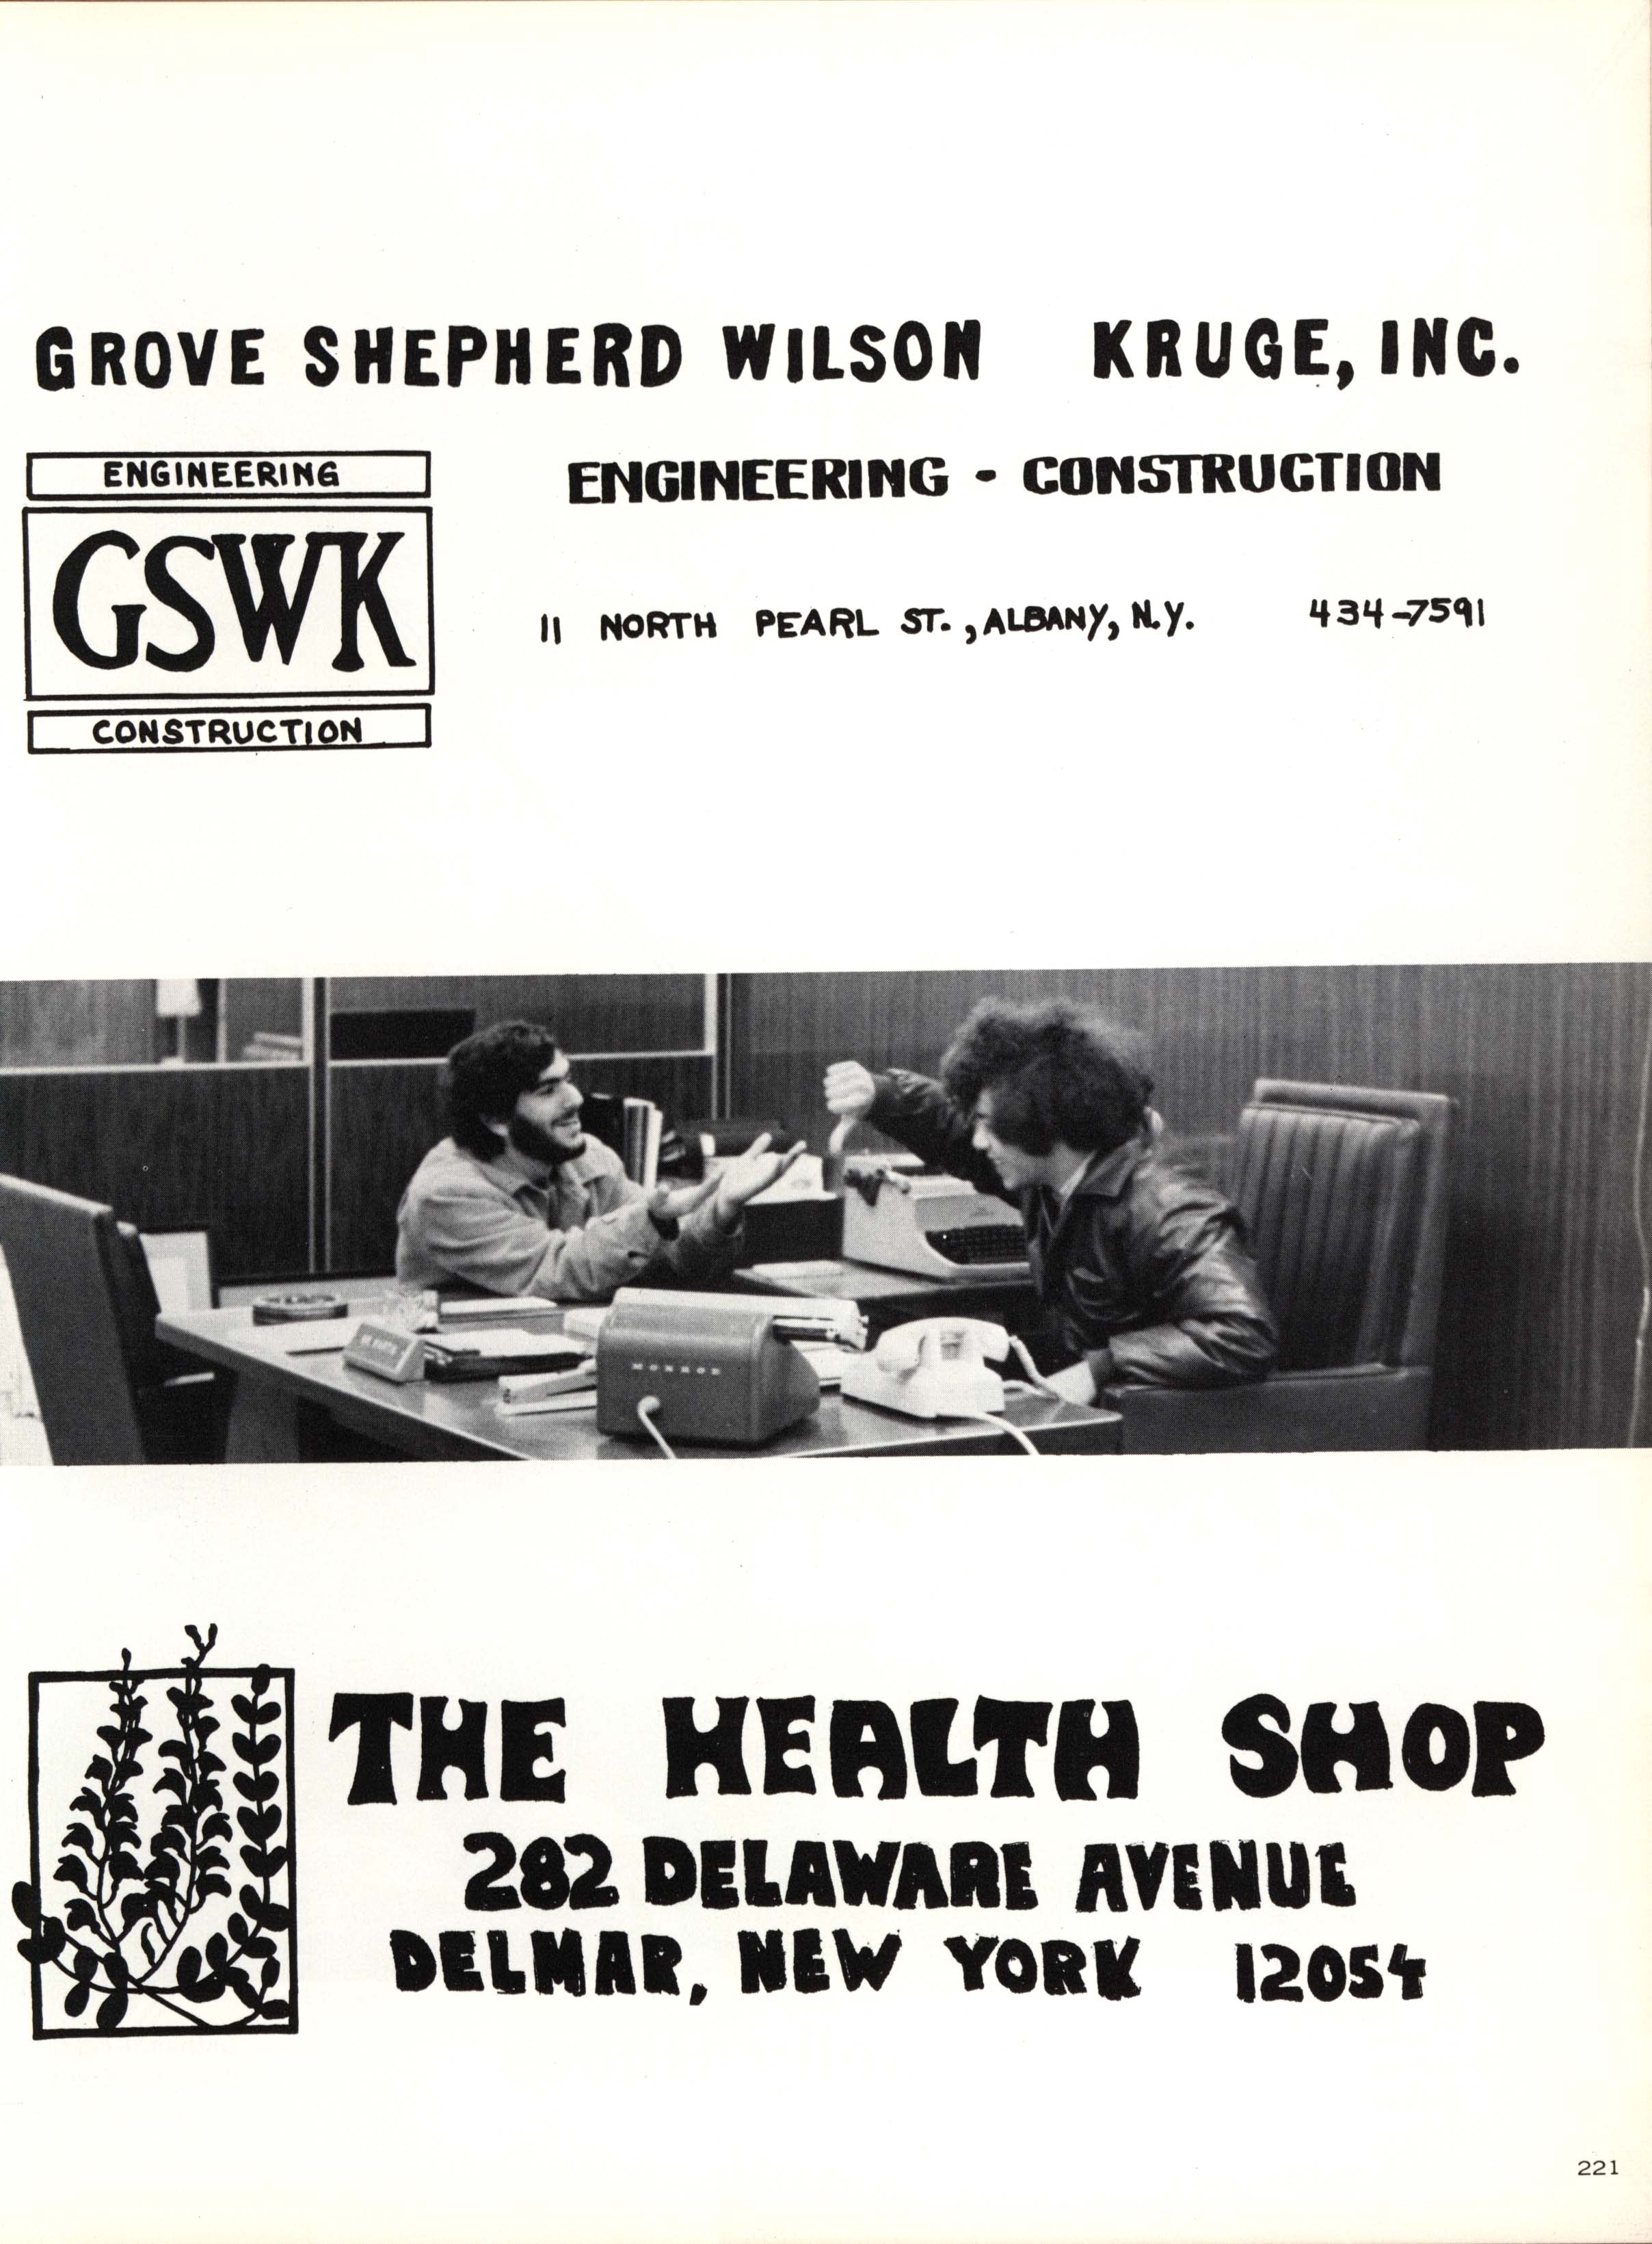 GROVE SHEPHERD WILSON KRUGE, INC.
ENGINEERING
GSWK
CONSTRUCTION
ENGINEERING - CONSTRUCTION
11 NORTH PEARL ST., ALBANY, N.Y. 434-7591
MONROE
THE HEALTH SHOP
282 DELAWARE AVENUE
DELMAR, NEW YORK 12054
221